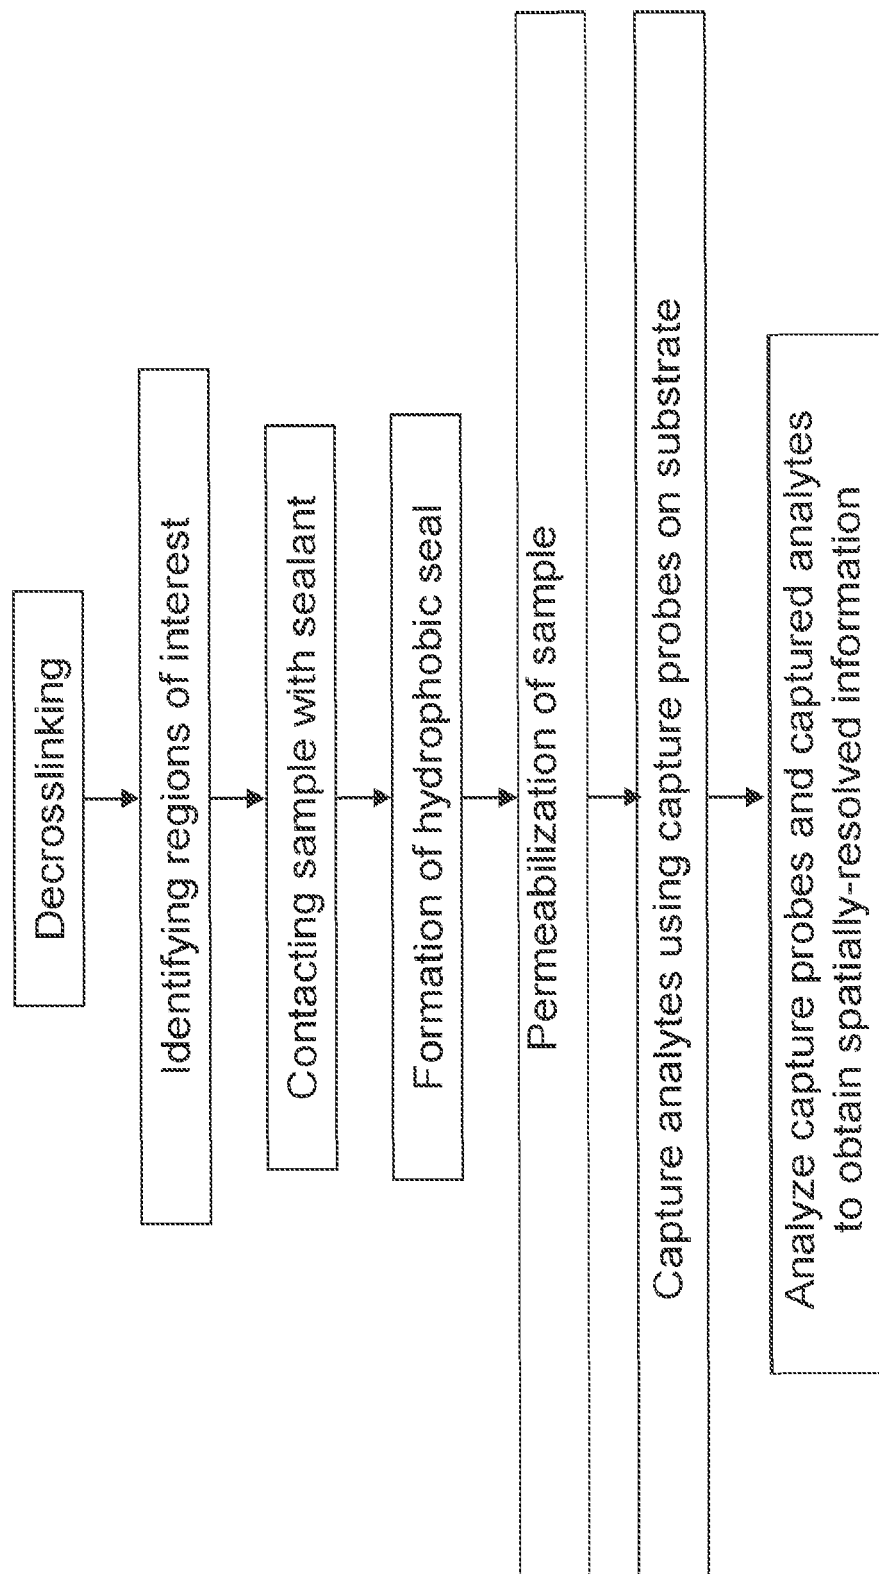 Decrosslinking
Identifying regions of interest
Contacting sample with sealant
Formation of hydrophobic seal
Permeabilization of sample
Capture analytes using capture probes on substrate
Analyze capture probes and captured analytes
to obtain spatially-resolved information